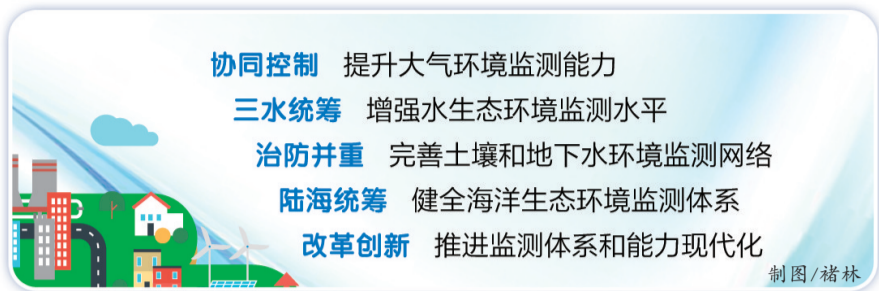 协同控制 提升大气环境监测能力
三水统筹 增强水生态环境监测水平
治防并重 完善土壤和地下水环境监测网络
陆海统筹 健全海洋生态环境监测体系
改革创新 推进监测体系和能力现代化
制图/褚林